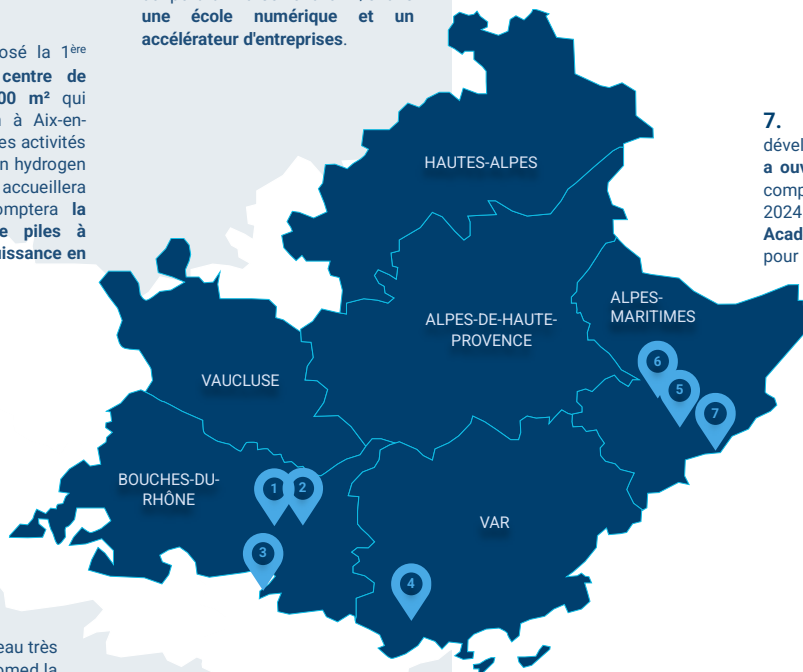 une école numérique et un
accélérateur d'entreprises.
osé la 1ère
centre de
00 m² qui
à Aix-en-
es activités
n hydrogen
accueillera
omptera la
e piles à
issance en
7.
dével
a ouv
comp
2024
Acad
pour
HAUTES-ALPES
ALPES-DE-HAUTE-
PROVENCE
ALPES-
MARITIMES
VAUCLUSE
BOUCHES-DU-
RHÔNE
VAR
6
5
7
1
2
3
4
eau très
omed la